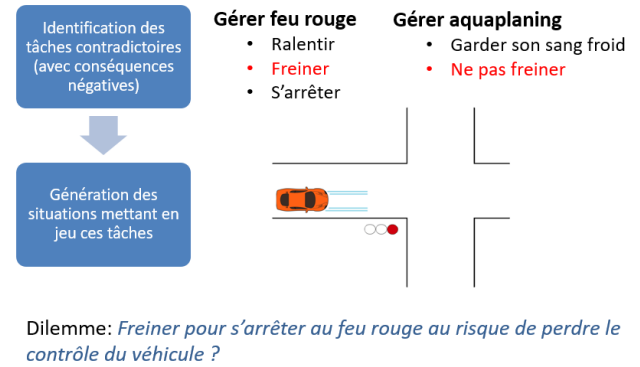 Identification des
tâches contradictoires
(avec conséquences
négatives)
Génération des
situations mettant en
jeu ces tâches
Gérer feu rouge
• Ralentir
• Freiner
• S’arrêter
Gérer aquaplaning
• Garder son sang froid
• Ne pas freiner
Dilemme: Freiner pour s’arrêter au feu rouge au risque de perdre le
contrôle du véhicule ?